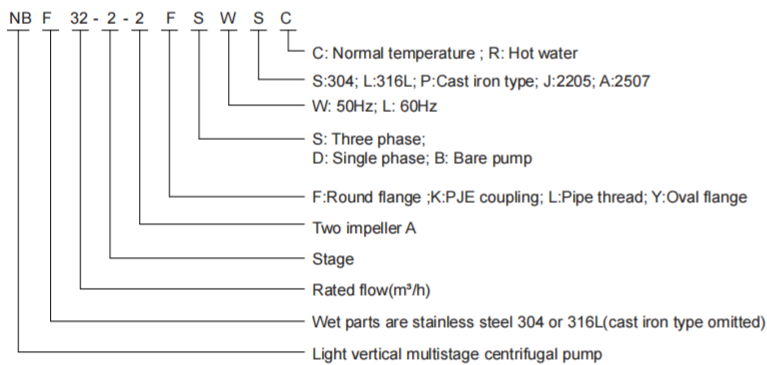 NB F 32 - 2 - 2 F S W S C
C: Normal temperature ; R: Hot water
S:304; L:316L; P:Cast iron type; J:2205; A:2507
W: 50Hz; L: 60Hz
S: Three phase;
D: Single phase; B: Bare pump
F:Round flange ;K:PJE coupling; L:Pipe thread; Y:Oval flange
Two impeller A
Stage
Rated flow(m³/h)
Wet parts are stainless steel 304 or 316L(cast iron type omitted)
Light vertical multistage centrifugal pump